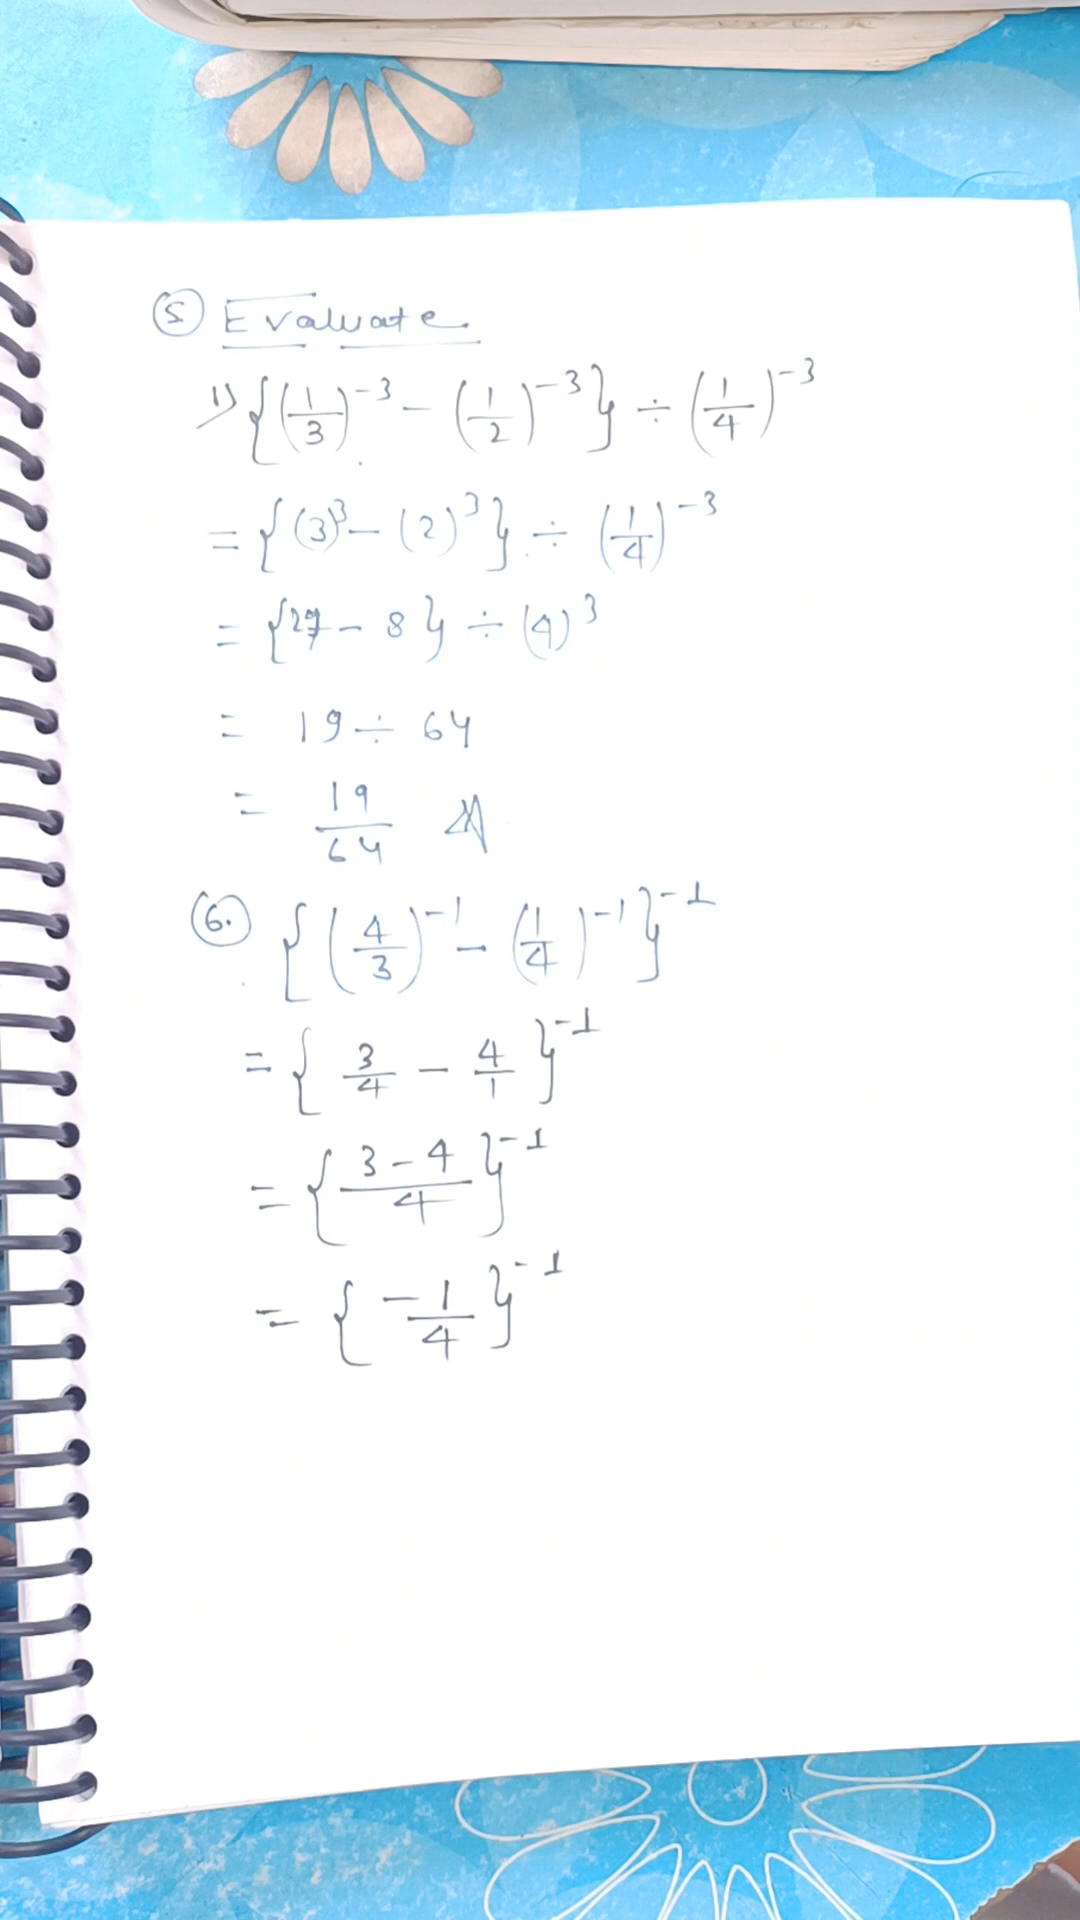 ⑤ Evaluate
1) {(1/3)^-3 - (1/2)^-3} ÷ (1/4)^-3
= {(3)^3 - (2)^3} ÷ (1/4)^-3
= {27 - 8} ÷ (4)^3
= 19 ÷ 64
= 19/64
⑥. {(4/3)^-1 - (1/4)^-1}^-1
= {3/4 - 4/1}^-1
= {3-4/4}^-1
= {-1/4}^-1